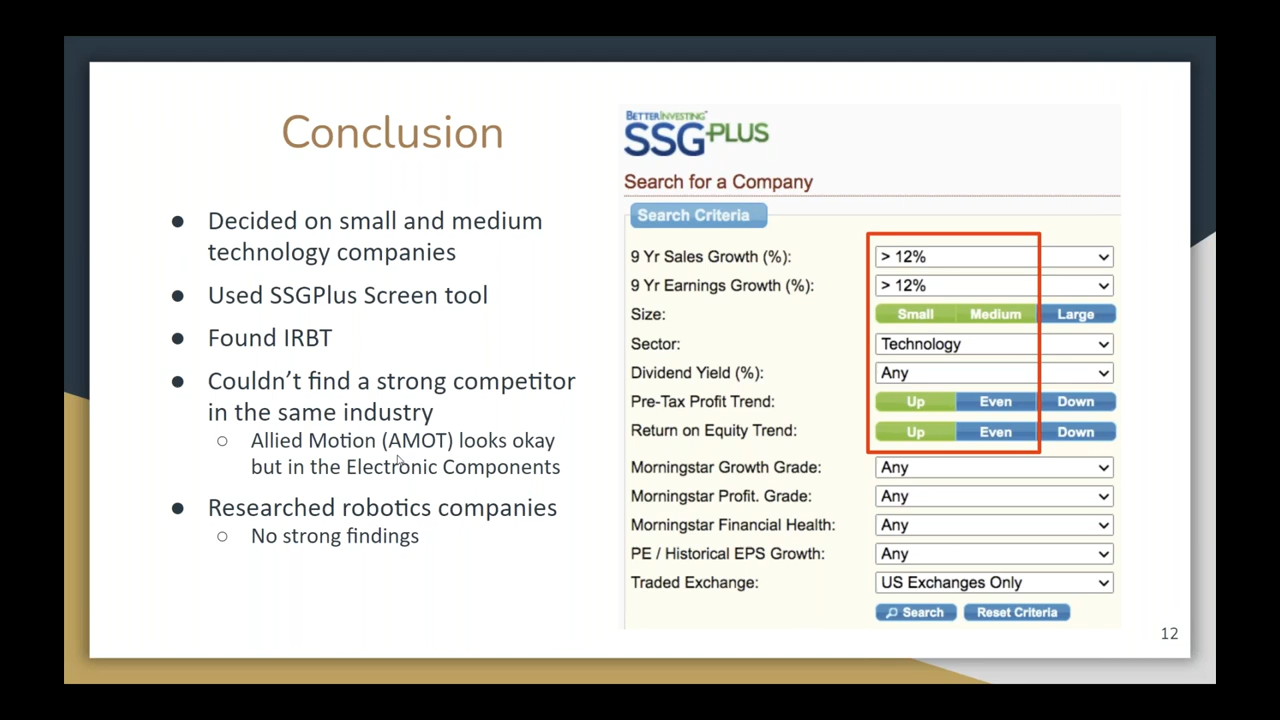 Conclusion
● Decided on small and medium
technology companies
● Used SSGPlus Screen tool
● Found IRBT
● Couldn’t find a strong competitor
in the same industry
○ Allied Motion (AMOT) looks okay
but in the Electronic Components
● Researched robotics companies
○ No strong findings
BETTERINVESTING™
SSGPLUS
Search for a Company
Search Criteria
9 Yr Sales Growth (%): > 12%
9 Yr Earnings Growth (%): > 12%
Size: Small Medium Large
Sector: Technology
Dividend Yield (%): Any
Pre-Tax Profit Trend: Up Even Down
Return on Equity Trend: Up Even Down
Morningstar Growth Grade: Any
Morningstar Profit. Grade: Any
Morningstar Financial Health: Any
PE / Historical EPS Growth: Any
Traded Exchange: US Exchanges Only
Search Reset Criteria
12